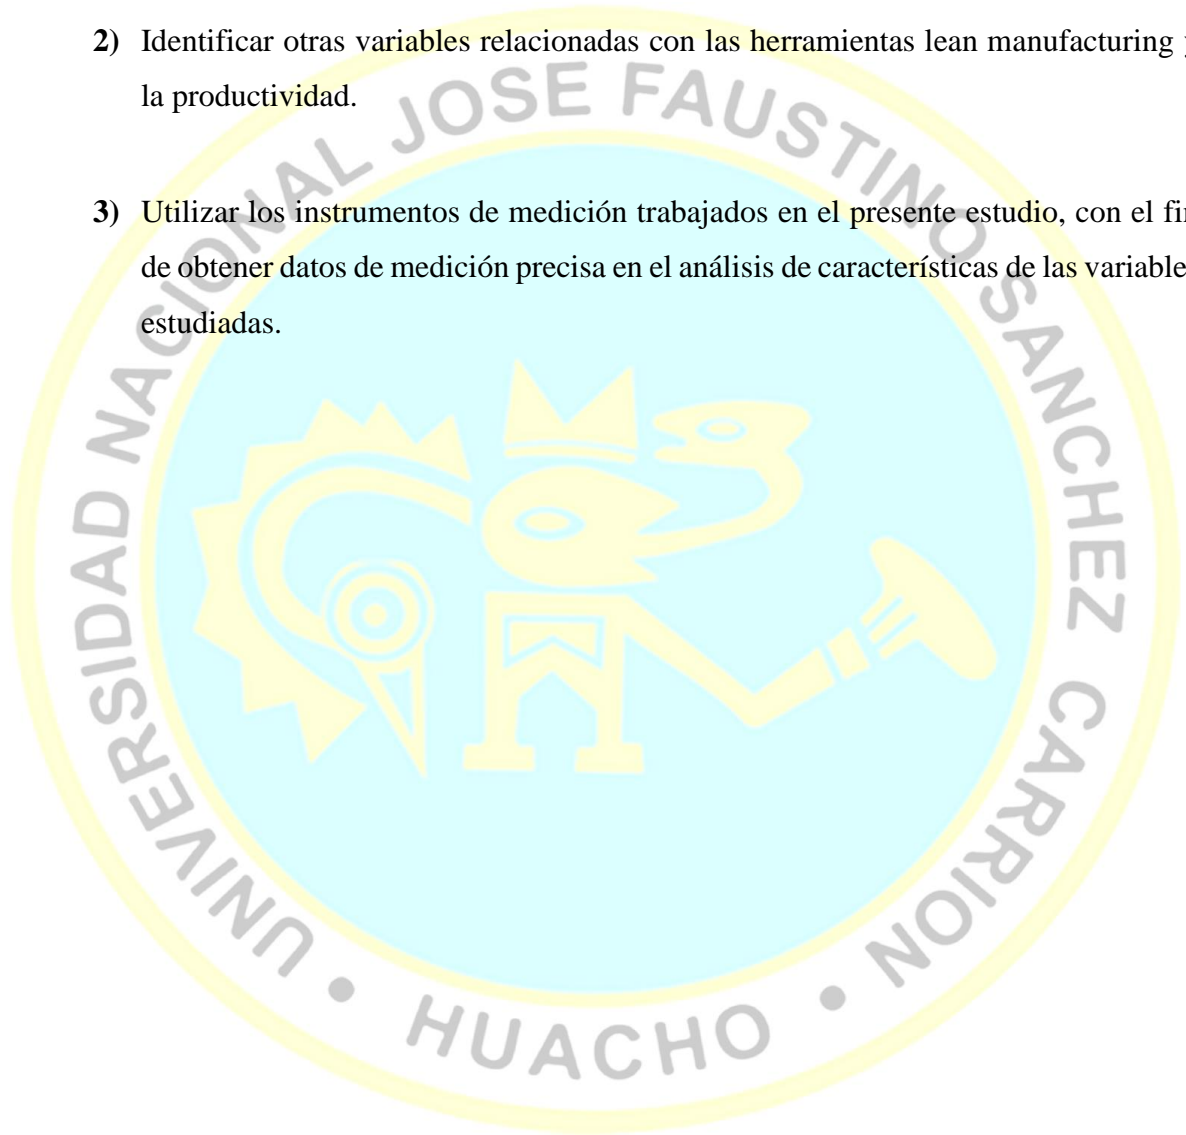 2) Identificar otras variables relacionadas con las herramientas lean manufacturing
la productividad.
3) Utilizar los instrumentos de medición trabajados en el presente estudio, con el fin
de obtener datos de medición precisa en el análisis de características de las variable
estudiadas.
UNIVERSIDAD NACIONAL JOSE FAUSTINO SANCHEZ CARRION
• HUACHO •